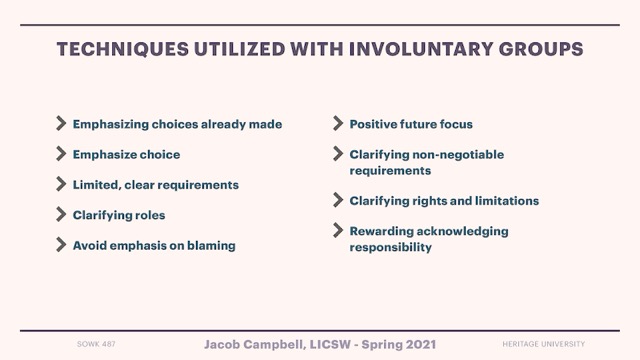 TECHNIQUES UTILIZED WITH INVOLUNTARY GROUPS
Emphasizing choices already made
Emphasize choice
Limited, clear requirements
Clarifying roles
Avoid emphasis on blaming
Positive future focus
Clarifying non-negotiable
requirements
Clarifying rights and limitations
Rewarding acknowledging
responsibility
SOWK 487
Jacob Campbell, LICSW - Spring 2021
HERITAGE UNIVERSITY